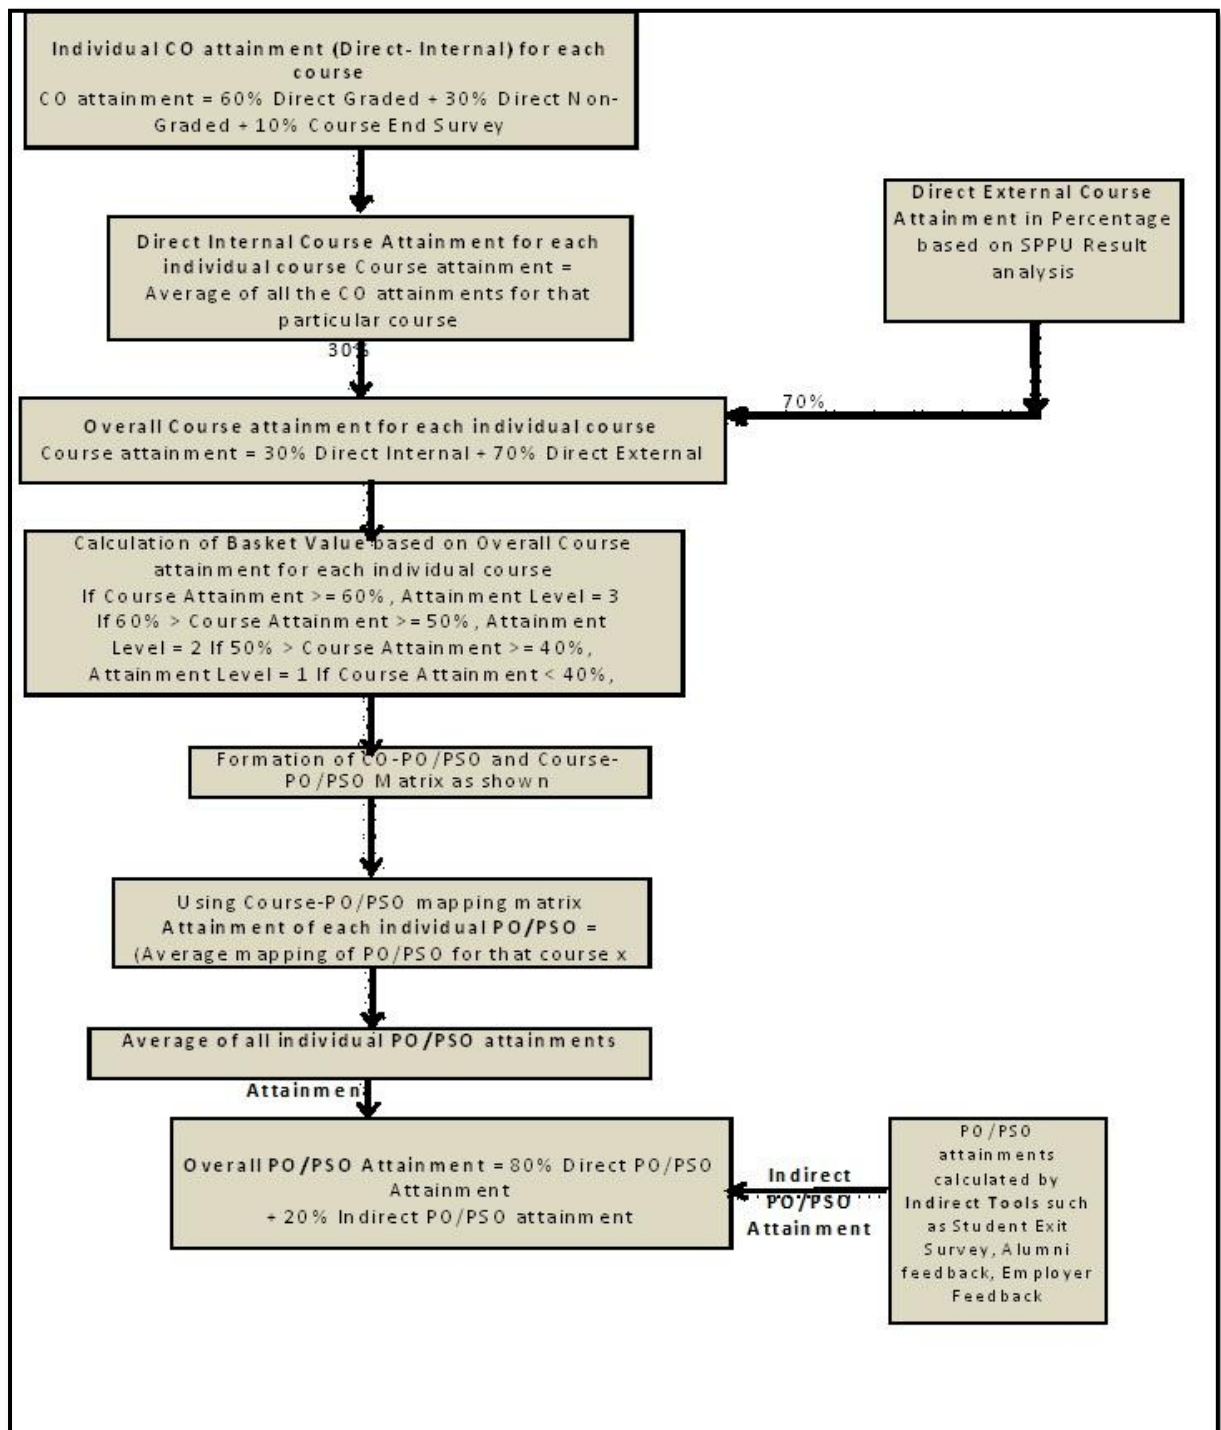 Individual CO attainment (Direct- Internal) for each
course
CO attainment = 60% Direct Graded + 30% Direct Non-
Graded + 10% Course End Survey
Direct External Course
Attainment in Percentage
based on SPPU Result
analysis
Direct Internal Course Attainment for each
individual course Course attainment =
Average of all the CO attainments for that
particular course
30%
70%
Overall Course attainment for each individual course
Course attainment = 30% Direct Internal + 70% Direct External
Calculation of Basket Value based on Overall Course
attainment for each individual course
If Course Attainment >= 60%, Attainment Level = 3
If 60% > Course Attainment >= 50%, Attainment
Level = 2 If 50% > Course Attainment >= 40%,
Attainment Level = 1 If Course Attainment < 40%,
Formation of CO-PO/PSO and Course-
PO/PSO Matrix as shown
Using Course-PO/PSO mapping matrix
Attainment of each individual PO/PSO =
(Average mapping of PO/PSO for that course x
Average of all individual PO/PSO attainments
Attainmen
Overall PO/PSO Attainment = 80% Direct PO/PSO
Attainment
+ 20% Indirect PO/PSO attainment
Indirect
PO/PSO
Attainment
PO/PSO
attainments
calculated by
Indirect Tools such
as Student Exit
Survey, Alumni
feedback, Employer
Feedback